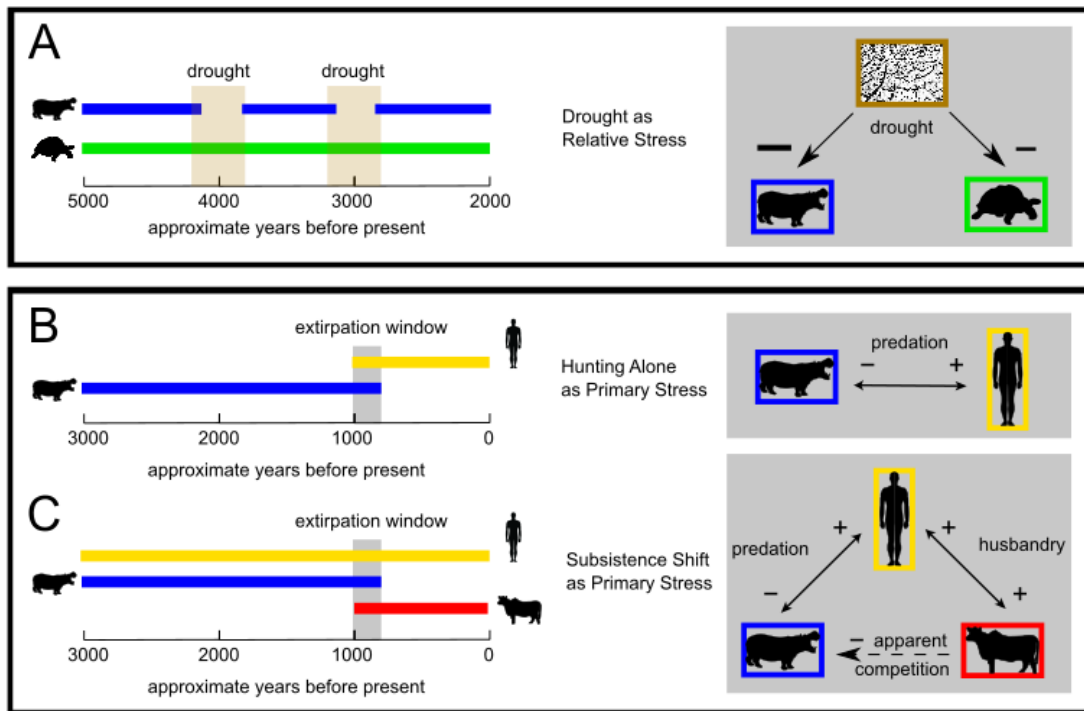 A
drought drought
5000 4000 3000 2000
approximate years before present
Drought as
Relative Stress
drought
–
–
B
extirpation window
3000 2000 1000 0
approximate years before present
Hunting Alone
as Primary Stress
predation
– +
C
extirpation window
3000 2000 1000 0
approximate years before present
Subsistence Shift
as Primary Stress
+ +
predation husbandry
– +
– apparent
competition